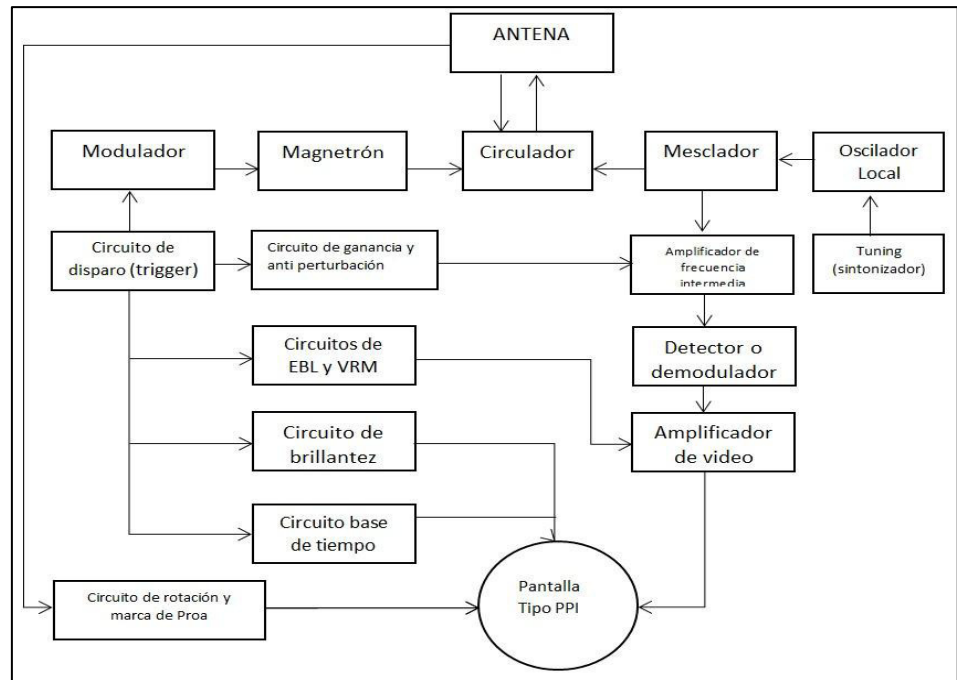 ANTENA
Modulador
Magnetrón
Circulador
Mesclador
Oscilador
Local
Circuito de
disparo (trigger)
Circuito de ganancia y
anti perturbación
Amplificador de
frecuencia
intermedia
Tuning
(sintonizador)
Circuitos de
EBL y VRM
Detector o
demodulador
Circuito de
brillantez
Amplificador
de video
Circuito base
de tiempo
Circuito de rotación y
marca de Proa
Pantalla
Tipo PPI